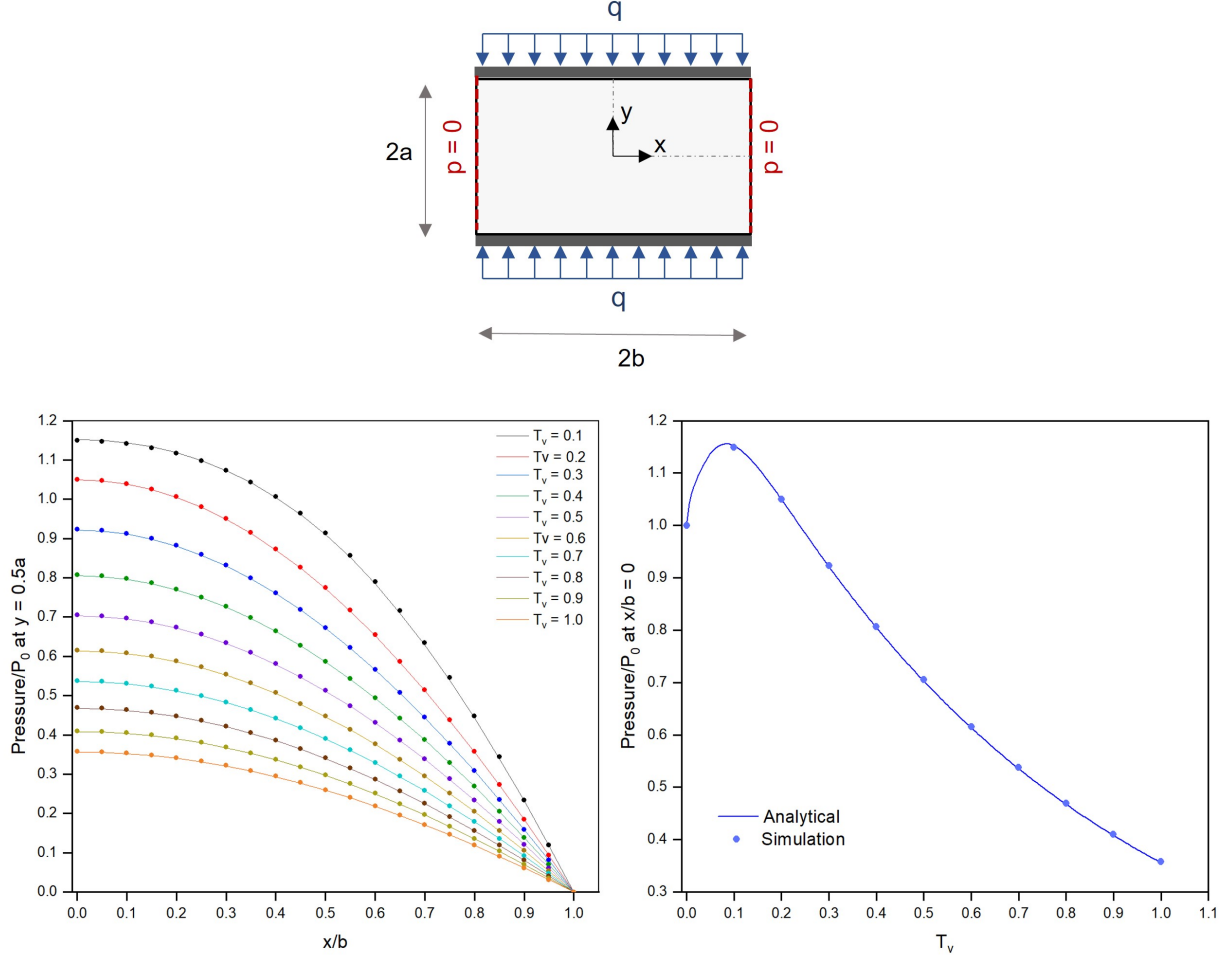 q
2a
p = 0
y
x
p = 0
q
2b
Pressure/P0 at y = 0.5a
1.2
1.1
1.0
0.9
0.8
0.7
0.6
0.5
0.4
0.3
0.2
0.1
0.0
0.0 0.1 0.2 0.3 0.4 0.5 0.6 0.7 0.8 0.9 1.0
x/b
Tv = 0.1
Tv = 0.2
Tv = 0.3
Tv = 0.4
Tv = 0.5
Tv = 0.6
Tv = 0.7
Tv = 0.8
Tv = 0.9
Tv = 1.0
Pressure/P0 at x/b = 0
1.2
1.1
1.0
0.9
0.8
0.7
0.6
0.5
0.4
0.3
0.0 0.1 0.2 0.3 0.4 0.5 0.6 0.7 0.8 0.9 1.0 1.1
Tv
Analytical
Simulation